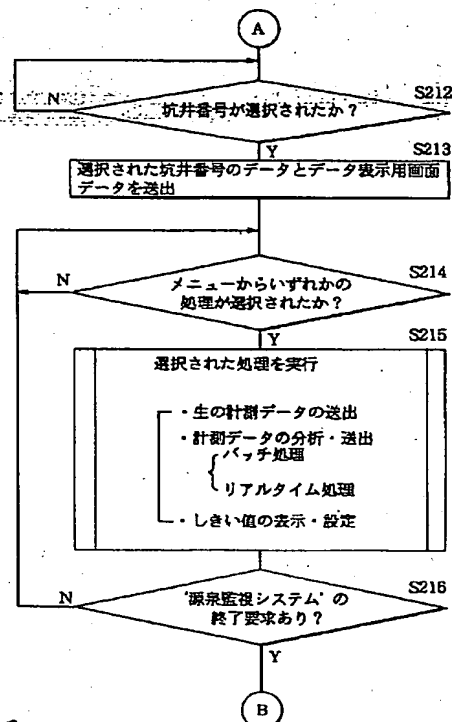 A
N
S212
坑井番号が選択されたか?
Y
S213
選択された坑井番号のデータとデータ表示用画面
データを送出
N
S214
メニューからいずれかの
処理が選択されたか?
Y
S215
選択された処理を実行
・生の計測データの送出
・計測データの分析・送出
バッチ処理
リアルタイム処理
・しきい値の表示・設定
N
S216
'源泉監視システム'の
終了要求あり?
Y
B